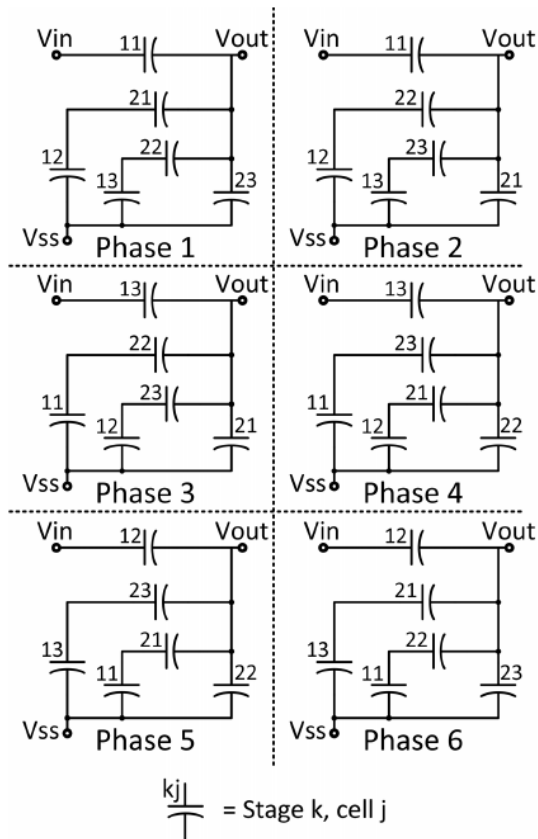 Vin 11 Vout
21
12 22
13 23
Vss Phase 1
Vin 11 Vout
22
12 23
13 21
Vss Phase 2
Vin 13 Vout
22
11 23
12 21
Vss Phase 3
Vin 13 Vout
23
11 21
12 22
Vss Phase 4
Vin 12 Vout
23
13 21
11 22
Vss Phase 5
Vin 12 Vout
21
13 22
11 23
Vss Phase 6
kj = Stage k, cell j